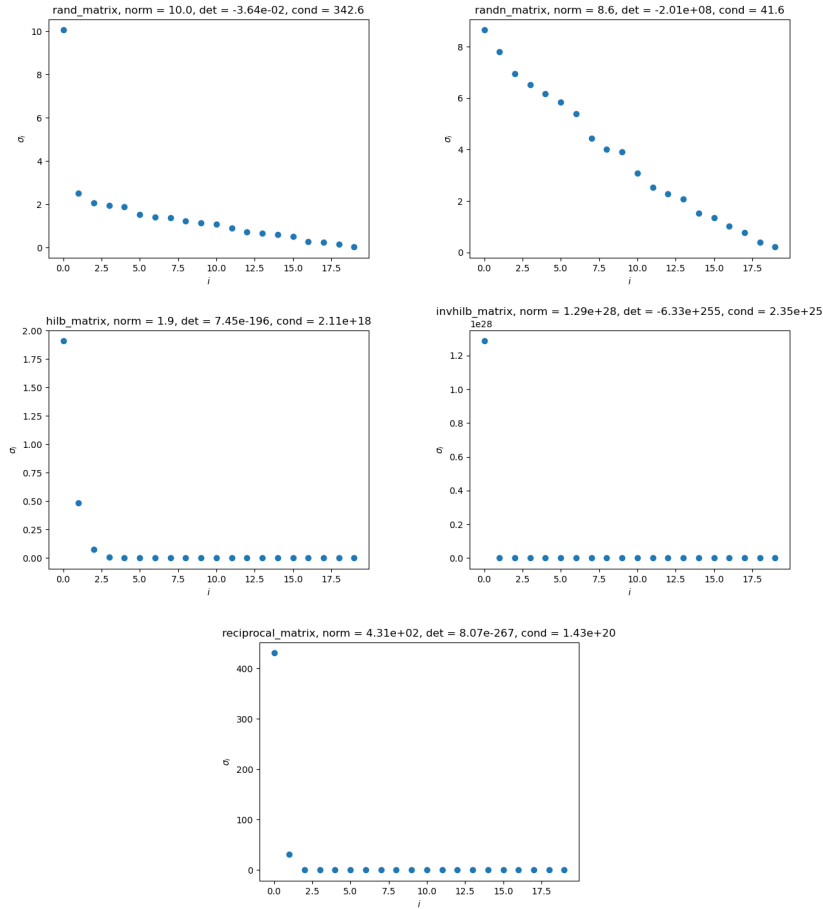 rand_matrix, norm = 10.0, det = -3.64e-02, cond = 342.6
10
8
6
4
2
0
σᵢ
0.0 2.5 5.0 7.5 10.0 12.5 15.0 17.5
i
randn_matrix, norm = 8.6, det = -2.01e+08, cond = 41.6
8
6
4
2
0
σᵢ
0.0 2.5 5.0 7.5 10.0 12.5 15.0 17.5
i
hilb_matrix, norm = 1.9, det = 7.45e-196, cond = 2.11e+18
2.00
1.75
1.50
1.25
1.00
0.75
0.50
0.25
0.00
σᵢ
0.0 2.5 5.0 7.5 10.0 12.5 15.0 17.5
i
invhilb_matrix, norm = 1.29e+28, det = -6.33e+255, cond = 2.35e+25
1e28
1.2
1.0
0.8
0.6
0.4
0.2
0.0
σᵢ
0.0 2.5 5.0 7.5 10.0 12.5 15.0 17.5
i
reciprocal_matrix, norm = 4.31e+02, det = 8.07e-267, cond = 1.43e+20
400
300
200
100
0
σᵢ
0.0 2.5 5.0 7.5 10.0 12.5 15.0 17.5
i